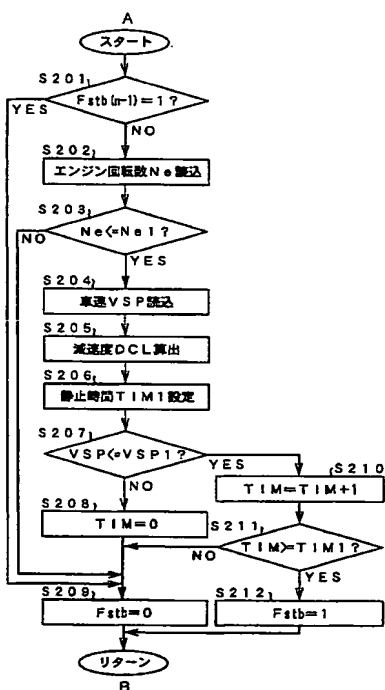 A
スタート
S201
Fstb(n-1)=1?
YES
NO
S202
エンジン回転数Ne読込
S203
Ne<=Ne1?
NO
YES
S204
車速VSP読込
S205
減速度DCL算出
S206
静止時間TIM1設定
S207
VSP<=VSP1?
YES
NO
S210
TIM=TIM+1
S208
TIM=0
S211
TIM>=TIM1?
NO
YES
S209
Fstb=0
S212
Fstb=1
リターン
B